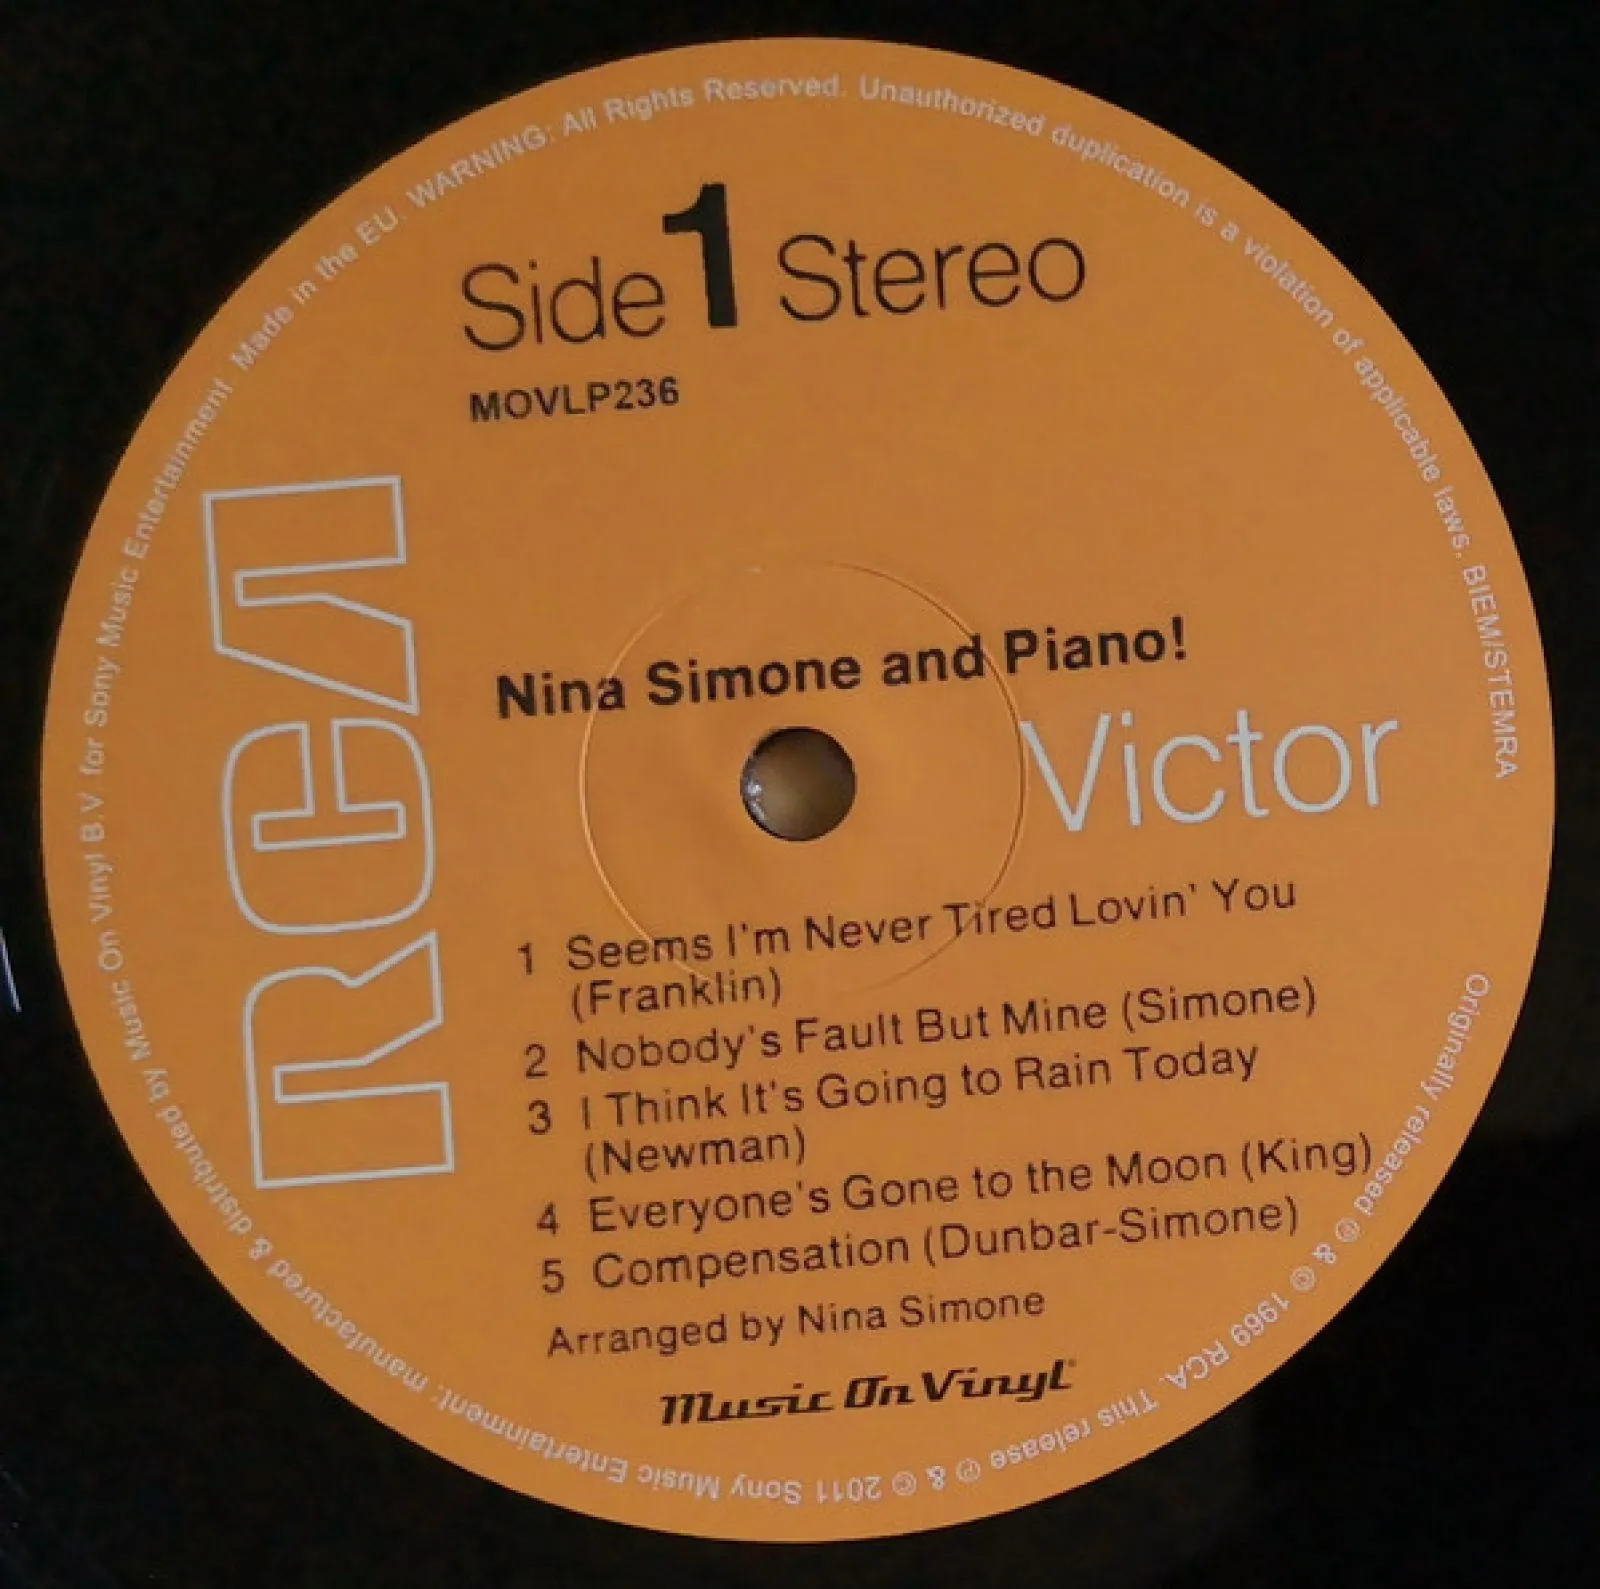 Side 1 Stereo
MOVLP236
RCA
Nina Simone and Piano!
Victor
1 Seems I'm Never Tired Lovin' You
(Franklin)
2 Nobody's Fault But Mine (Simone)
3 I Think It's Going to Rain Today
(Newman)
4 Everyone's Gone to the Moon (King)
5 Compensation (Dunbar-Simone)
Arranged by Nina Simone
Music On Vinyl
Originally released ℗ & © 1969 RCA. This release ℗ & © 2011 Sony Music Entertainment. manufactured & distributed by Music On Vinyl B.V. for Sony Music Entertainment. Made in the EU. WARNING: All Rights Reserved. Unauthorized duplication is a violation of applicable laws. BIEM/STEMRA